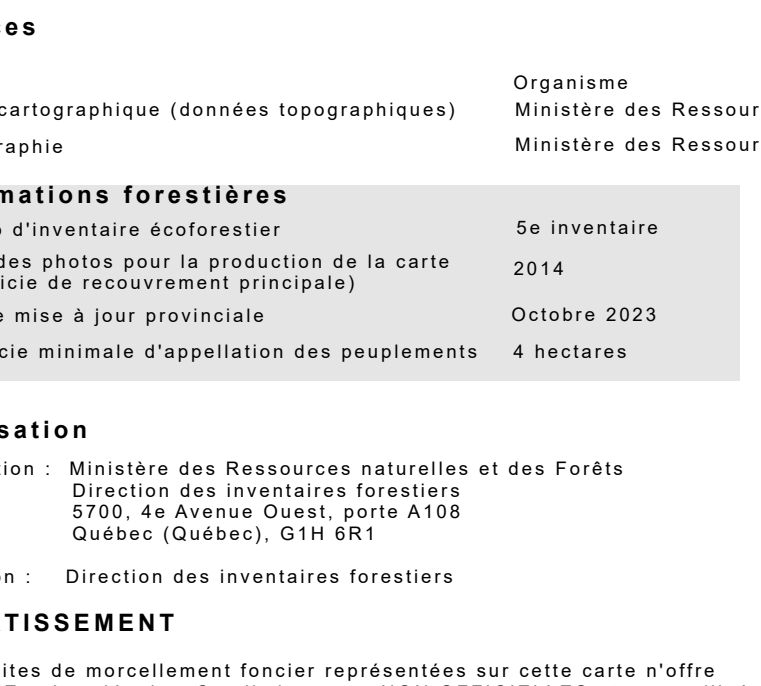 ces
Organisme
cartographique (données topographiques) Ministère des Ressour
raphie Ministère des Ressour
mations forestières
o d'inventaire écoforestier 5e inventaire
des photos pour la production de la carte 2014
icie de recouvrement principale)
e mise à jour provinciale Octobre 2023
cie minimale d'appellation des peuplements 4 hectares
sation
tion : Ministère des Ressources naturelles et des Forêts
Direction des inventaires forestiers
5700, 4e Avenue Ouest, porte A108
Québec (Québec), G1H 6R1
on : Direction des inventaires forestiers
TISSEMENT
ites de morcellement foncier représentées sur cette carte n'offre